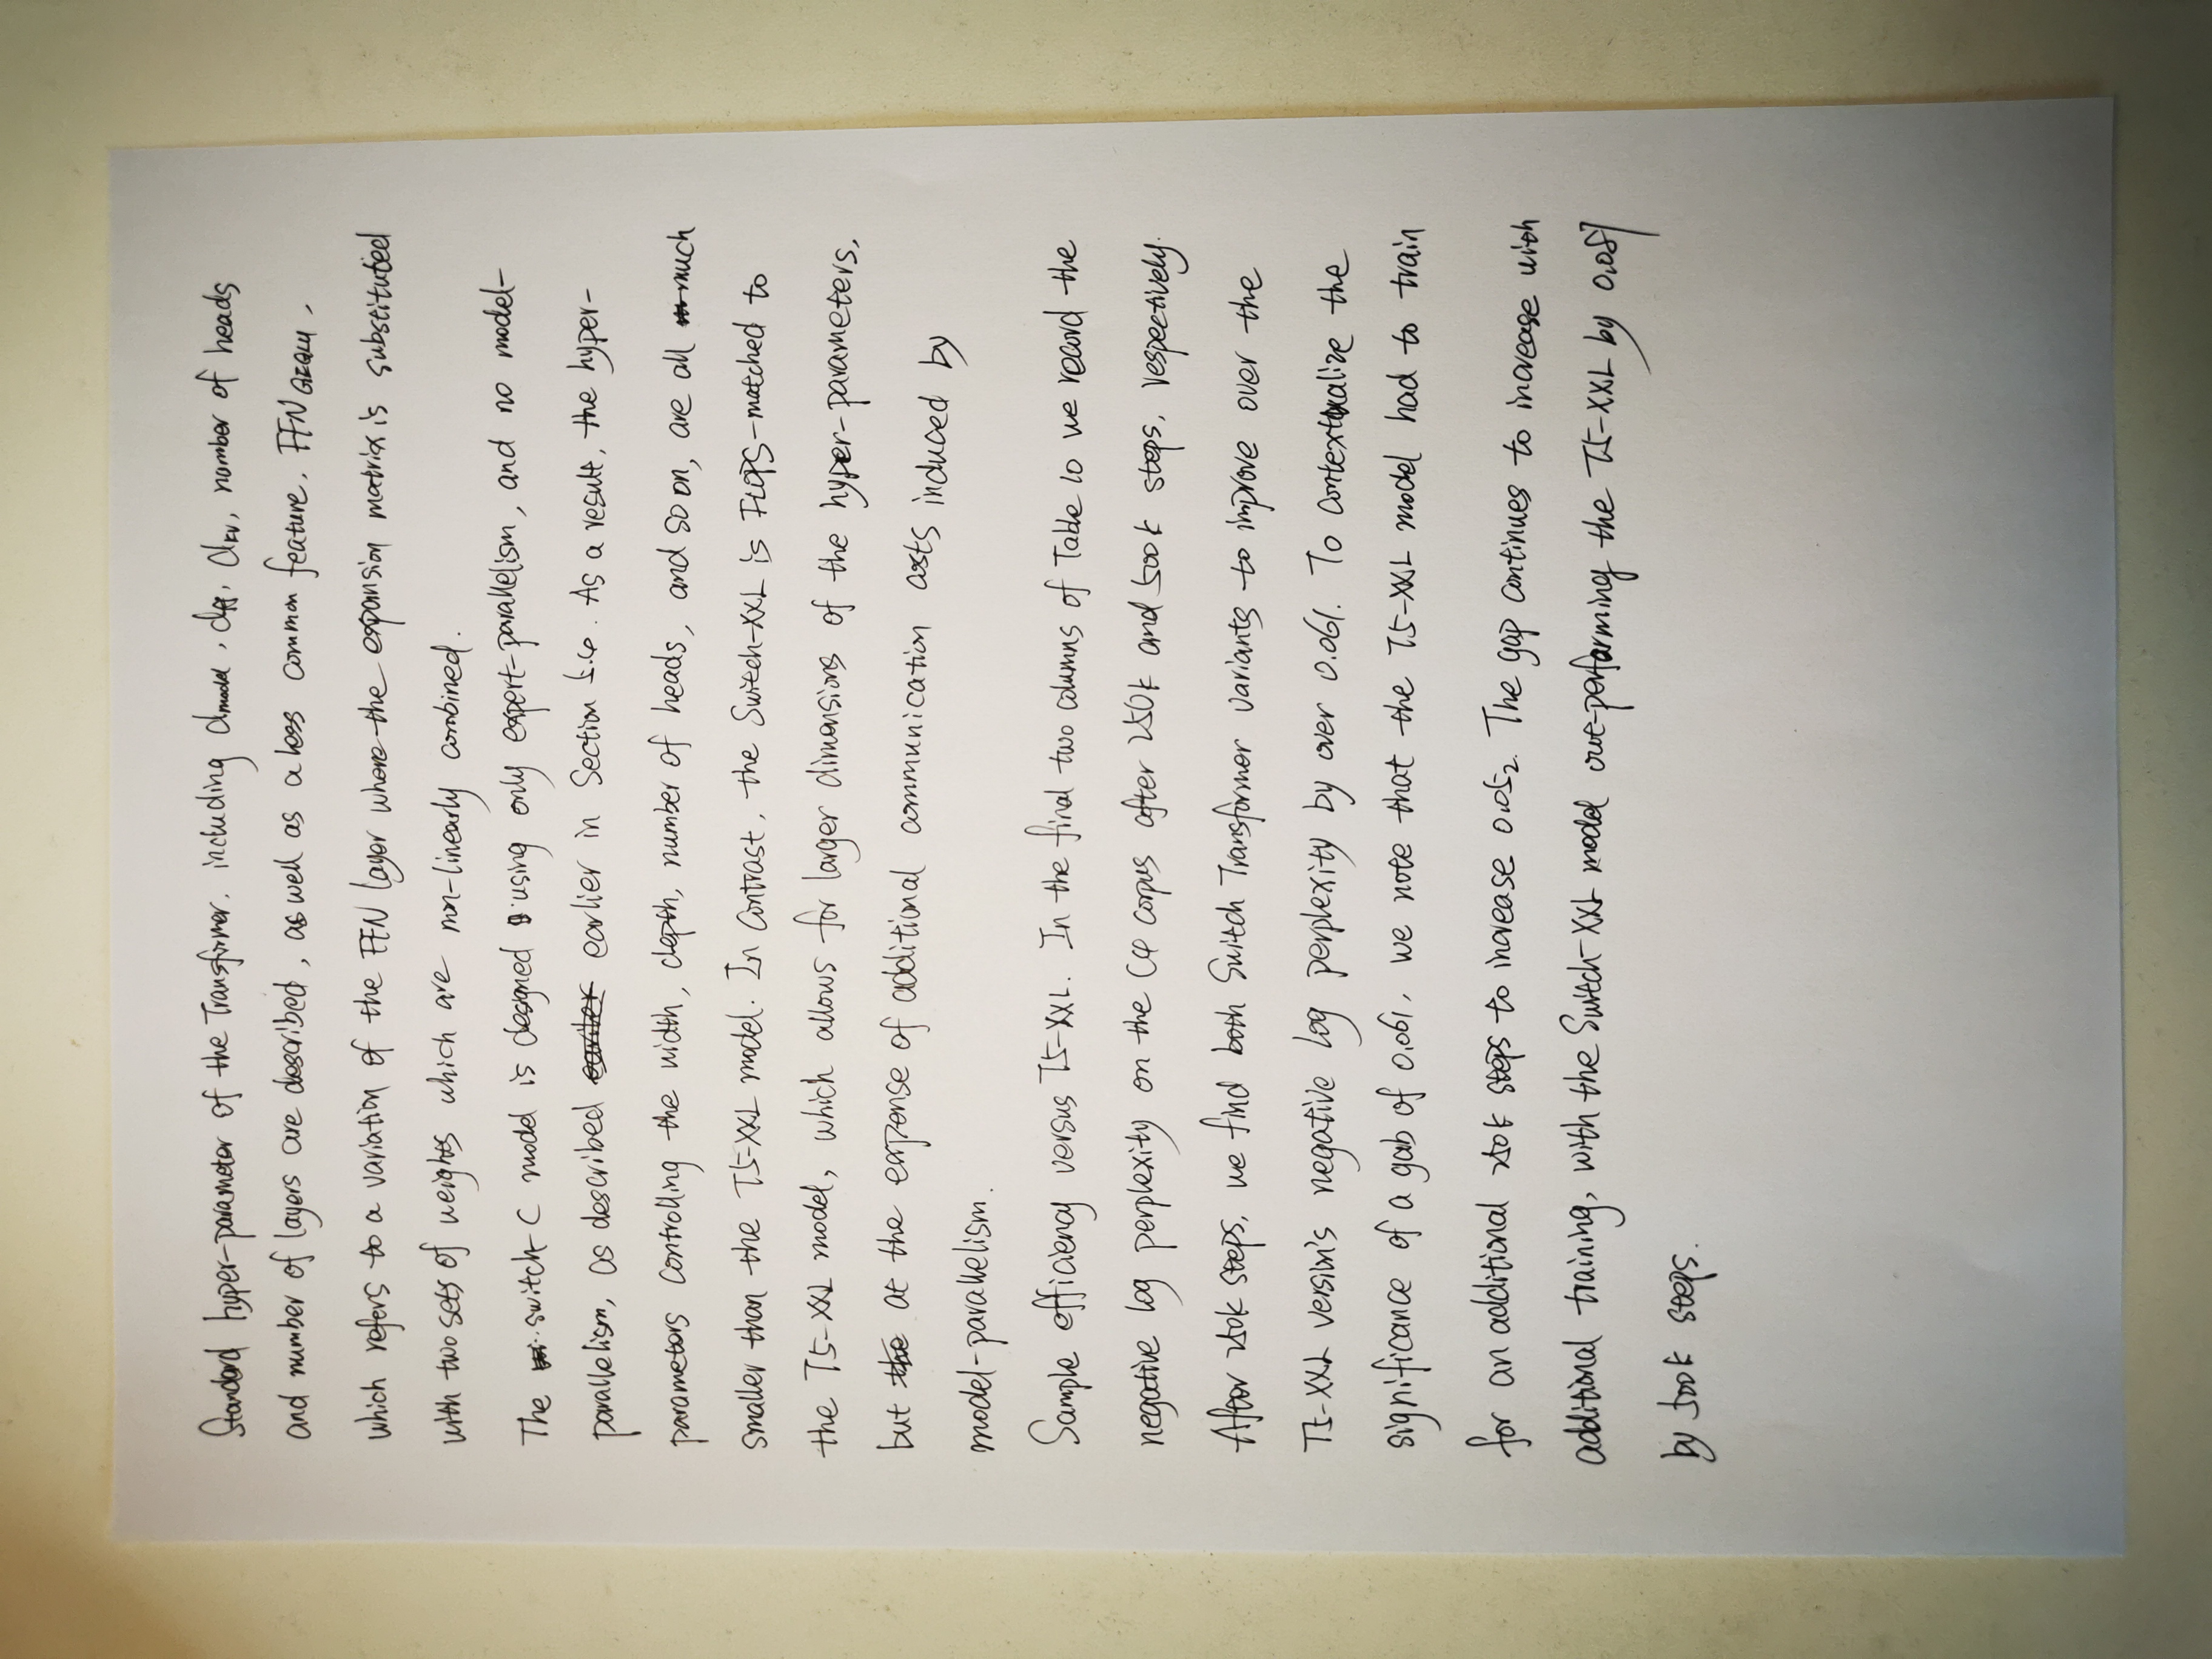 Standard hyper-parameter of the Transformer, including dmodel, dff, dkv, number of heads
and number of layers are described, as well as a less common feature, FFN GEGLU,
which refers to a variation of the FFN layer where the expansion matrix is substituted
with two sets of weights which are non-linearly combined.
The switch-C model is designed using only expert-parallelism, and no model-
parallelism, as described earlier in Section 5.4. As a result, the hyper-
parameters controlling the width, depth, number of heads, and so on, are all much
smaller than the T5-XXL model. In Contrast, the Switch-XXL is FLOPS-matched to
the T5-XXL model, which allows for larger dimensions of the hyper-parameters,
but at the expense of additional communication costs induced by
model-parallelism.
Sample efficiency versus T5-XXL. In the final two columns of Table 10 we record the
negative log perplexity on the C4 corpus after 250k and 500k steps, respectively.
After 250k steps, we find both Switch Transformer variants to improve over the
T5-XXL version's negative log perplexity by over 0.061. To contextualize the
significance of a gab of 0.061, we note that the T5-XXL model had to train
for an additional 250k steps to increase 0.052. The gap continues to increase with
additional training, with the Switch-XXL model out-performing the T5-XXL by 0.087
by 500k steps.